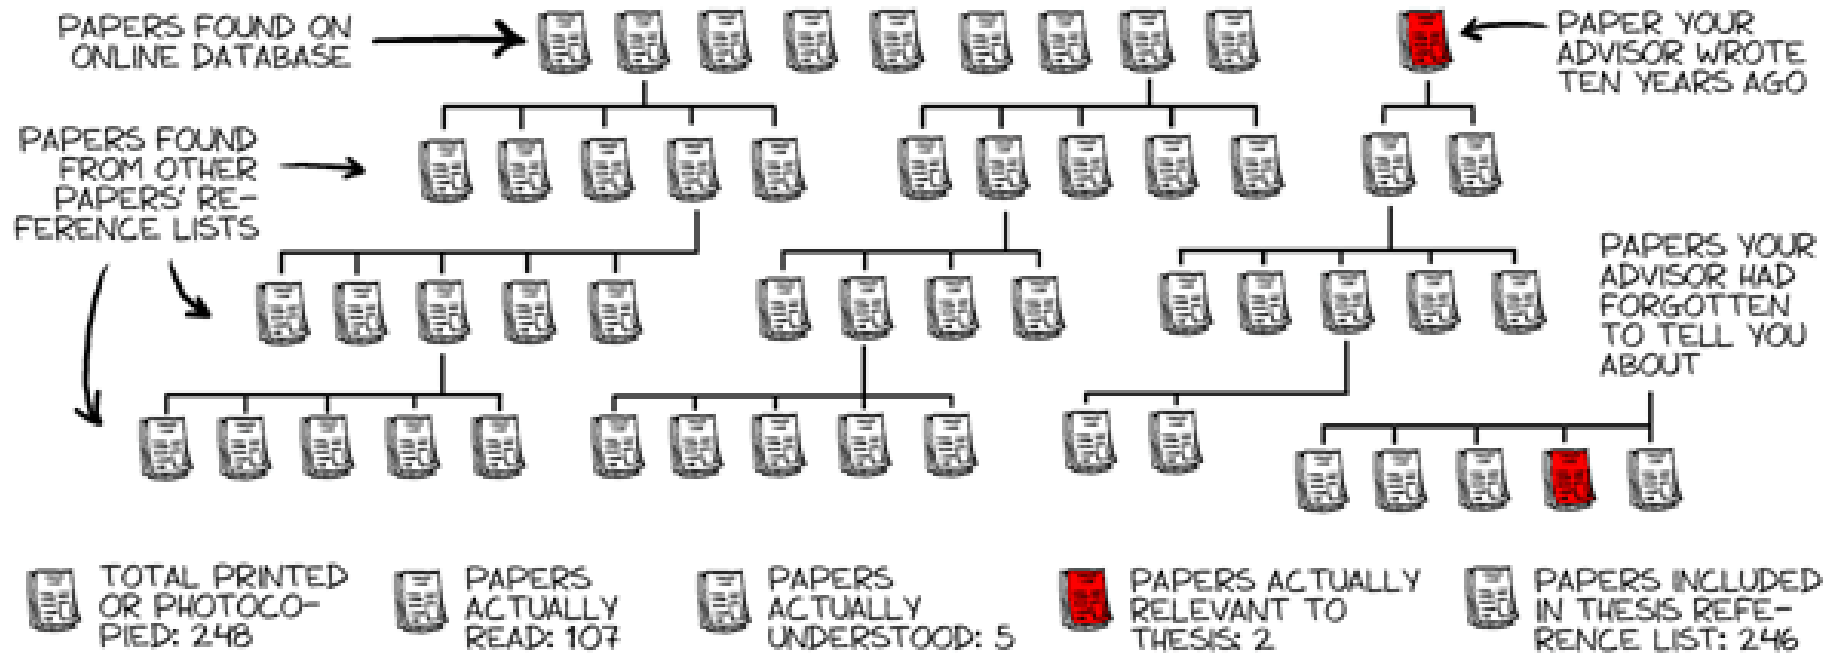 PAPERS FOUND ON
ONLINE DATABASE
PAPER YOUR
ADVISOR WROTE
TEN YEARS AGO
PAPERS FOUND
FROM OTHER
PAPERS' RE-
FERENCE LISTS
PAPERS YOUR
ADVISOR HAD
FORGOTTEN
TO TELL YOU
ABOUT
TOTAL PRINTED
OR PHOTOCO-
PIED: 248
PAPERS
ACTUALLY
READ: 107
PAPERS
ACTUALLY
UNDERSTOOD: 5
PAPERS ACTUALLY
RELEVANT TO
THESIS: 2
PAPERS INCLUDED
IN THESIS REFE-
RENCE LIST: 246